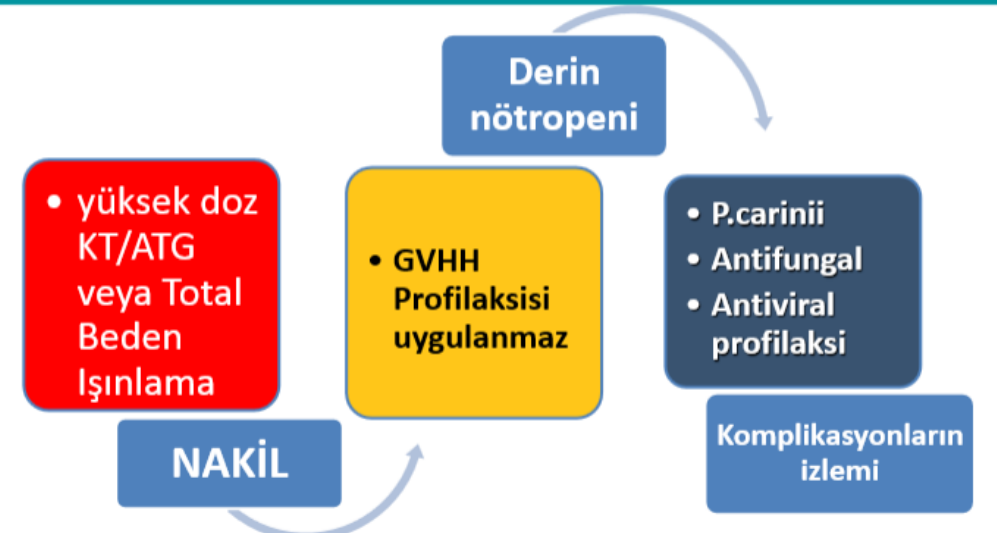 • yüksek doz
KT/ATG
veya Total
Beden
Işınlama
NAKİL
• GVHH
Profilaksisi
uygulanmaz
Derin
nötropeni
• P.carinii
• Antifungal
• Antiviral
profilaksi
Komplikasyonların
izlemi